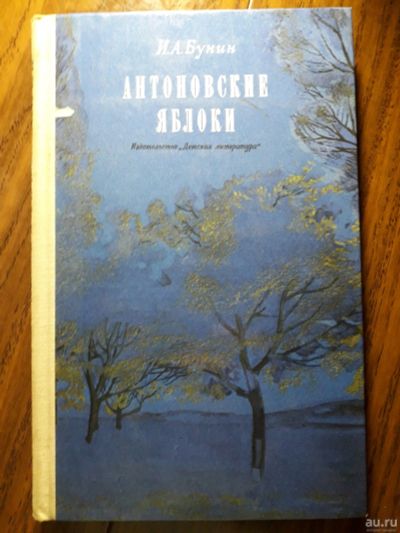 И.А.Бунин
АНТОНОВСКИЕ
ЯБЛОКИ
Издательство „Детская литература"
au.ru